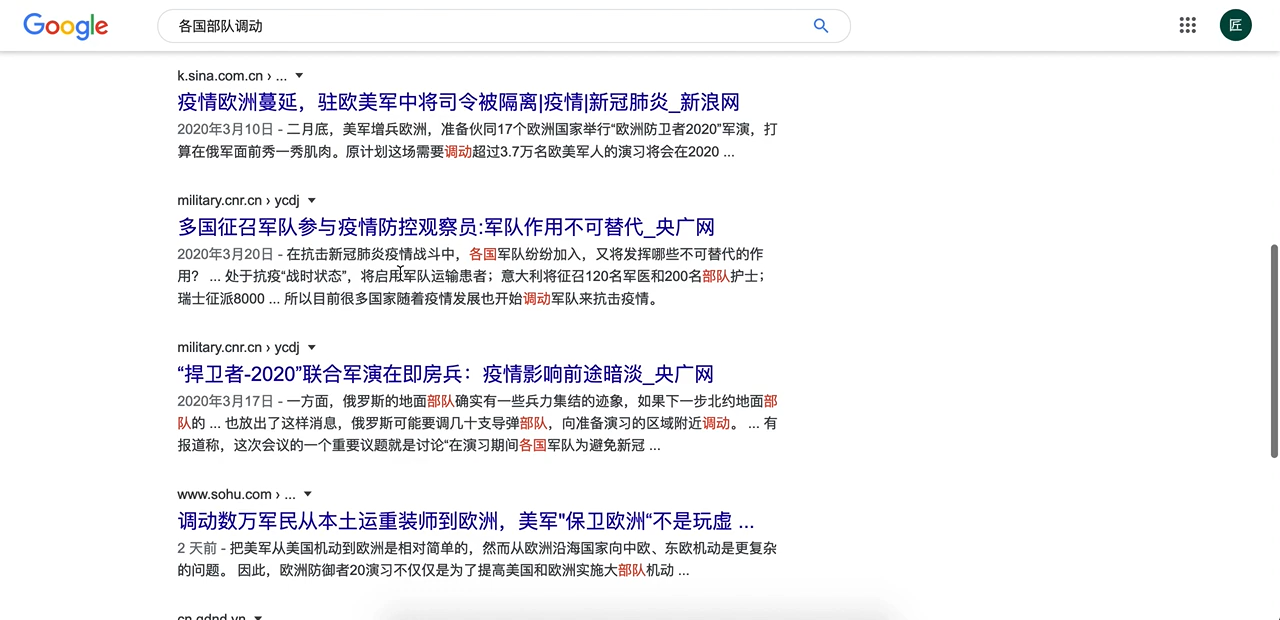 Google
各国部队调动
匠
k.sina.com.cn › ...
疫情欧洲蔓延，驻欧美军中将司令被隔离|疫情|新冠肺炎_新浪网
2020年3月10日 - 二月底，美军增兵欧洲，准备伙同17个欧洲国家举行“欧洲防卫者2020”军演，打
算在俄军面前秀一秀肌肉。原计划这场需要调动超过3.7万名欧美军人的演习将会在2020 ...
military.cnr.cn › ycdj
多国征召军队参与疫情防控观察员:军队作用不可替代_央广网
2020年3月20日 - 在抗击新冠肺炎疫情战斗中，各国军队纷纷加入，又将发挥哪些不可替代的作
用？ ... 处于抗疫“战时状态”，将启用军队运输患者；意大利将征召120名军医和200名部队护士；
瑞士征派8000 ... 所以目前很多国家随着疫情发展也开始调动军队来抗击疫情。
military.cnr.cn › ycdj
“捍卫者-2020”联合军演在即房兵：疫情影响前途暗淡_央广网
2020年3月17日 - 一方面，俄罗斯的地面部队确实有一些兵力集结的迹象，如果下一步北约地面部
队的 ... 也放出了这样消息，俄罗斯可能要调几十支导弹部队，向准备演习的区域附近调动。 ... 有
报道称，这次会议的一个重要议题就是讨论“在演习期间各国军队为避免新冠 ...
www.sohu.com › ...
调动数万军民从本土运重装师到欧洲，美军"保卫欧洲“不是玩虚 ...
2 天前 - 把美军从美国机动到欧洲是相对简单的，然而从欧洲沿海国家向中欧、东欧机动是更复杂
的问题。 因此，欧洲防御者20演习不仅仅是为了提高美国和欧洲实施大部队机动 ...
cn.qdnd.vn